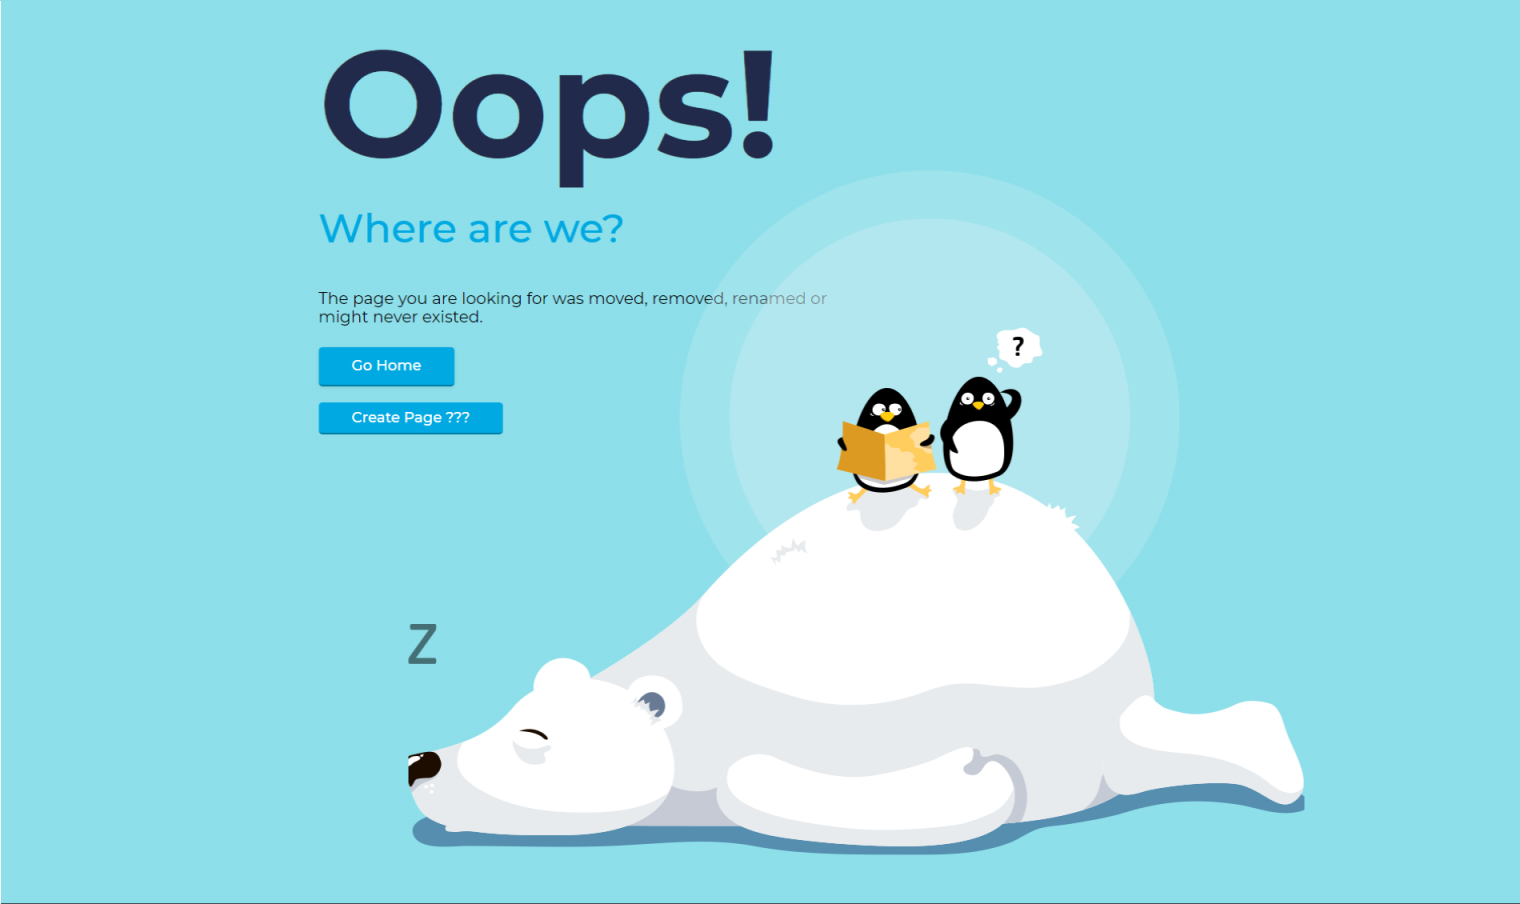 Oops!
Where are we?
The page you are looking for was moved, removed, renamed or
might never existed.
Go Home
Create Page ???
?
Z